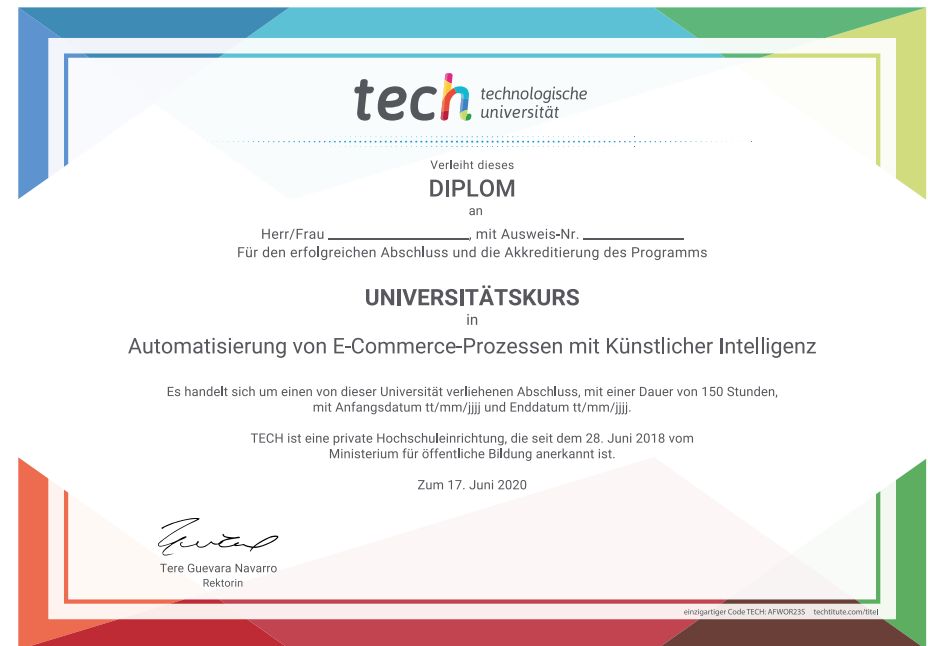 tech technologische
universität
Verleiht dieses
DIPLOM
an
Herr/Frau ____________________, mit Ausweis-Nr. ______________
Für den erfolgreichen Abschluss und die Akkreditierung des Programms
UNIVERSITÄTSKURS
in
Automatisierung von E-Commerce-Prozessen mit Künstlicher Intelligenz
Es handelt sich um einen von dieser Universität verliehenen Abschluss, mit einer Dauer von 150 Stunden,
mit Anfangsdatum tt/mm/jjjj und Enddatum tt/mm/jjjj.
TECH ist eine private Hochschuleinrichtung, die seit dem 28. Juni 2018 vom
Ministerium für öffentliche Bildung anerkannt ist.
Zum 17. Juni 2020
Tere Guevara Navarro
Rektorin
einzigartiger Code TECH: AFWOR235 techtitute.com/titel